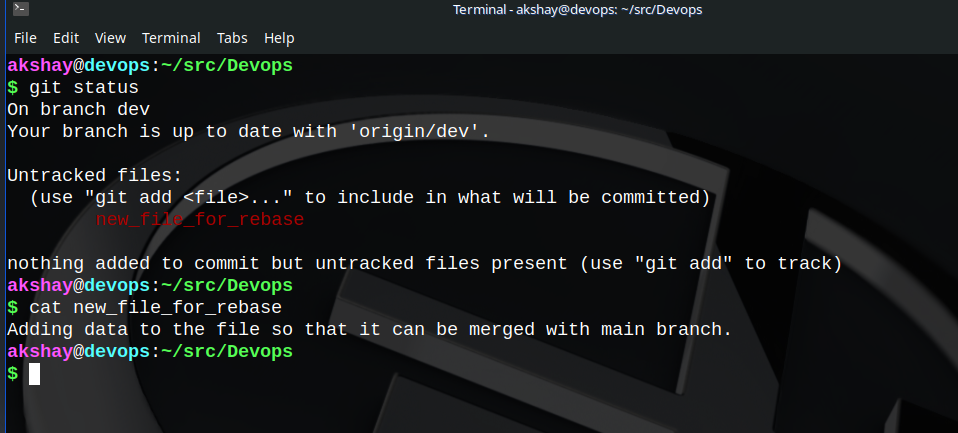 Terminal - akshay@devops: ~/src/Devops
File Edit View Terminal Tabs Help
akshay@devops:~/src/Devops
$ git status
On branch dev
Your branch is up to date with 'origin/dev'.
Untracked files:
(use "git add <file>..." to include in what will be committed)
new_file_for_rebase
nothing added to commit but untracked files present (use "git add" to track)
akshay@devops:~/src/Devops
$ cat new_file_for_rebase
Adding data to the file so that it can be merged with main branch.
akshay@devops:~/src/Devops
$